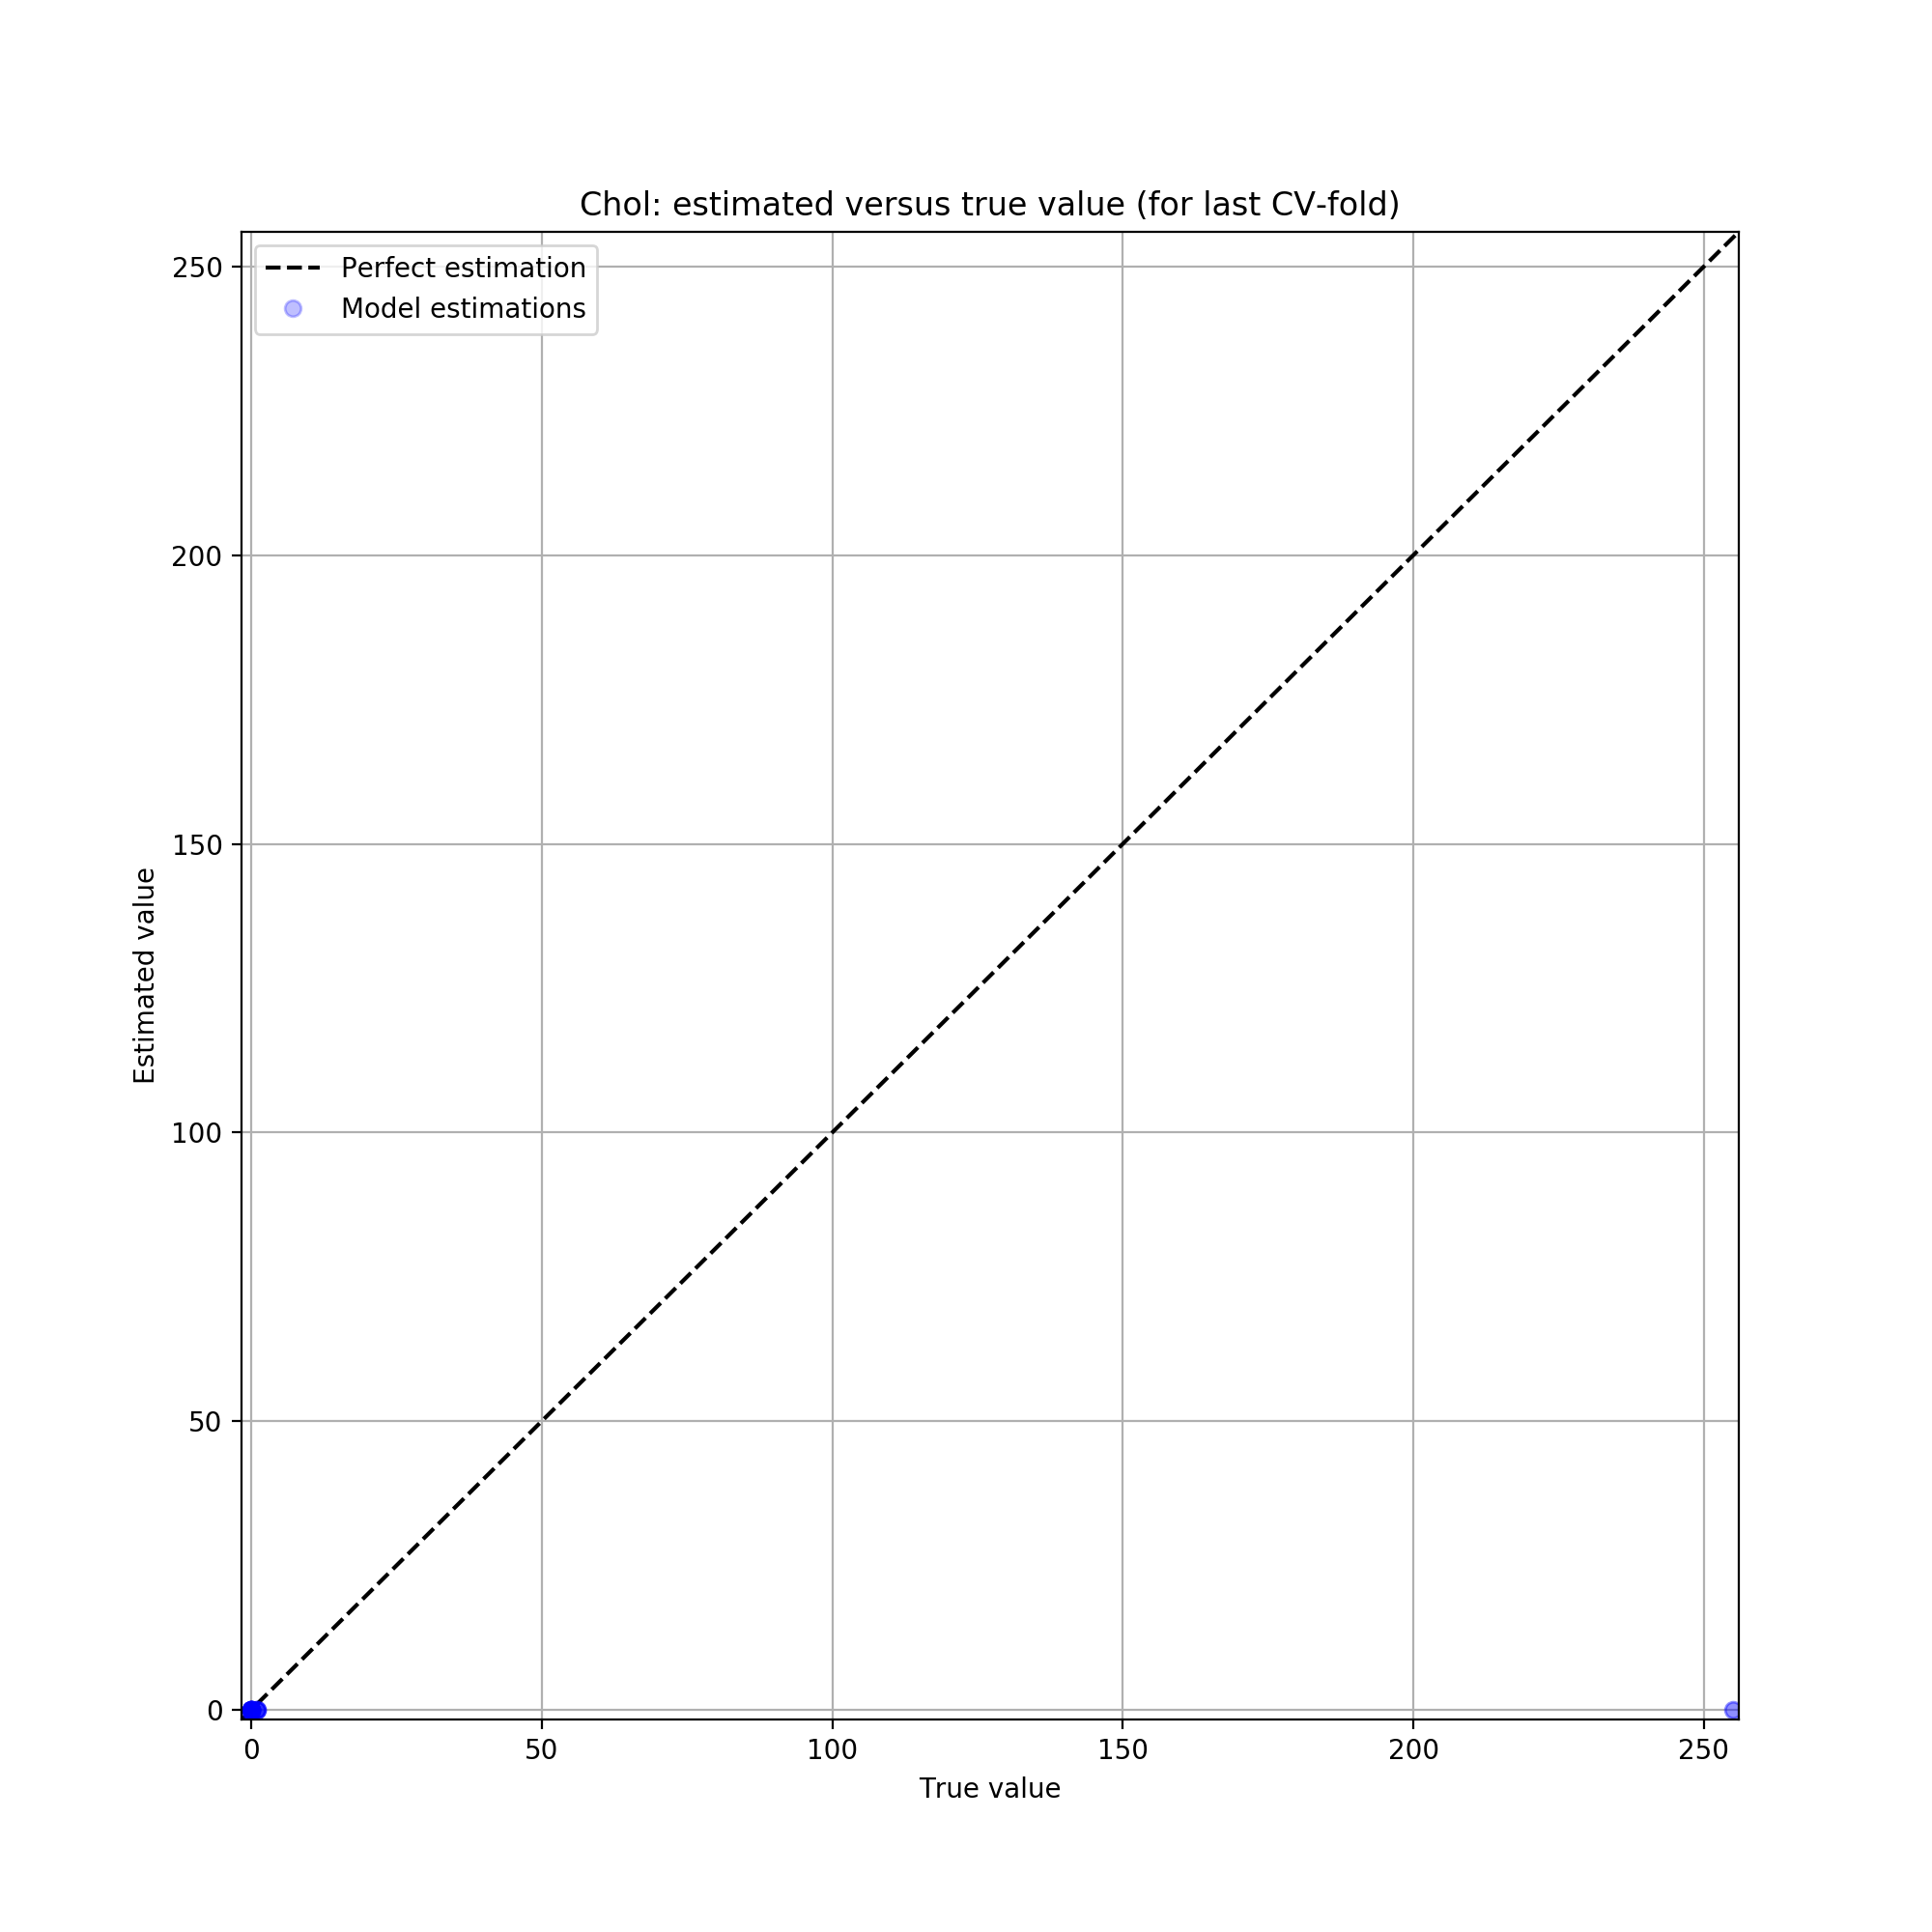 Chol: estimated versus true value (for last CV-fold)
Perfect estimation
Model estimations
250
200
150
100
50
0
Estimated value
0 50 100 150 200 250
True value